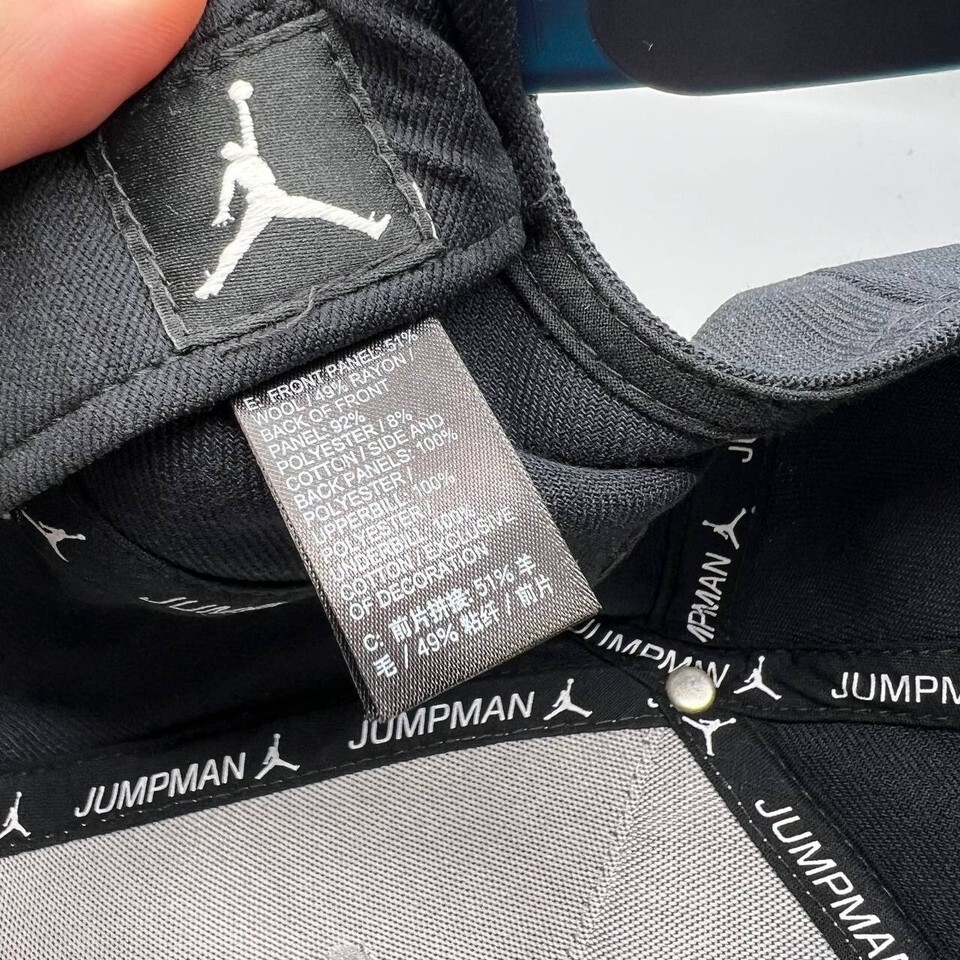 E: FRONT PANEL: 51%
WOOL / 49% RAYON /
BACK OF FRONT
PANEL: 92%
POLYESTER / 8%
COTTON / SIDE AND
BACK PANELS: 100%
POLYESTER /
UPPERBILL: 100%
POLYESTER
UNDERBILL: 100%
COTTON / EXCLUSIVE
OF DECORATION
C: 前片拼接: 51% 羊
毛 / 49% 粘纤 / 前片
JUMPMAN
JUMPMAN
JUMPMAN
JUMPMAN
JUMPM
JUMPMAN